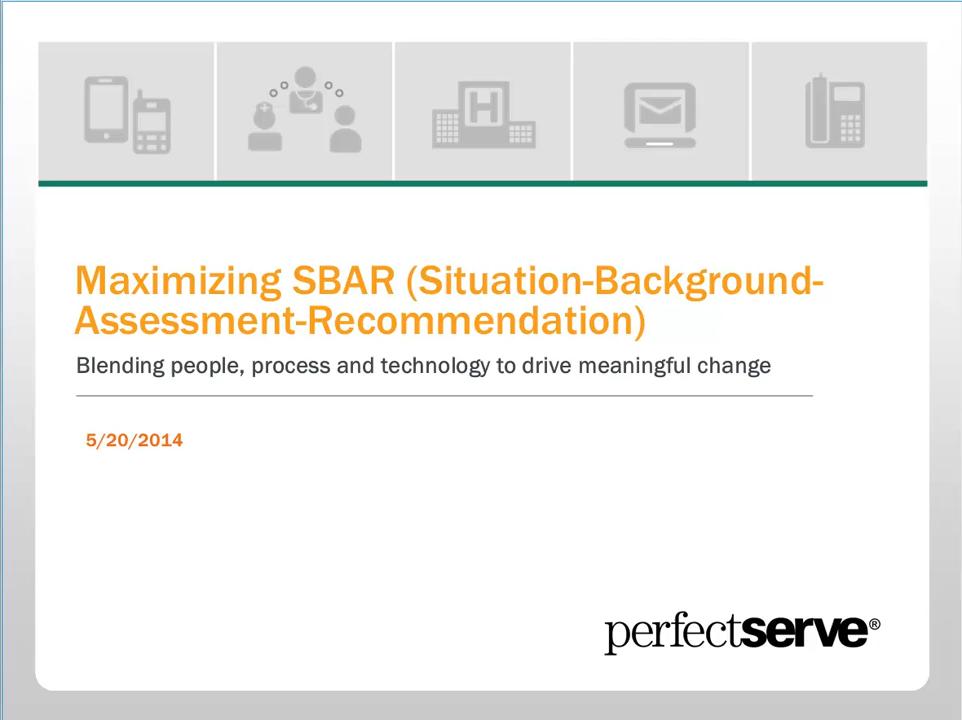 H
Maximizing SBAR (Situation-Background-
Assessment-Recommendation)
Blending people, process and technology to drive meaningful change
5/20/2014
perfectserve®